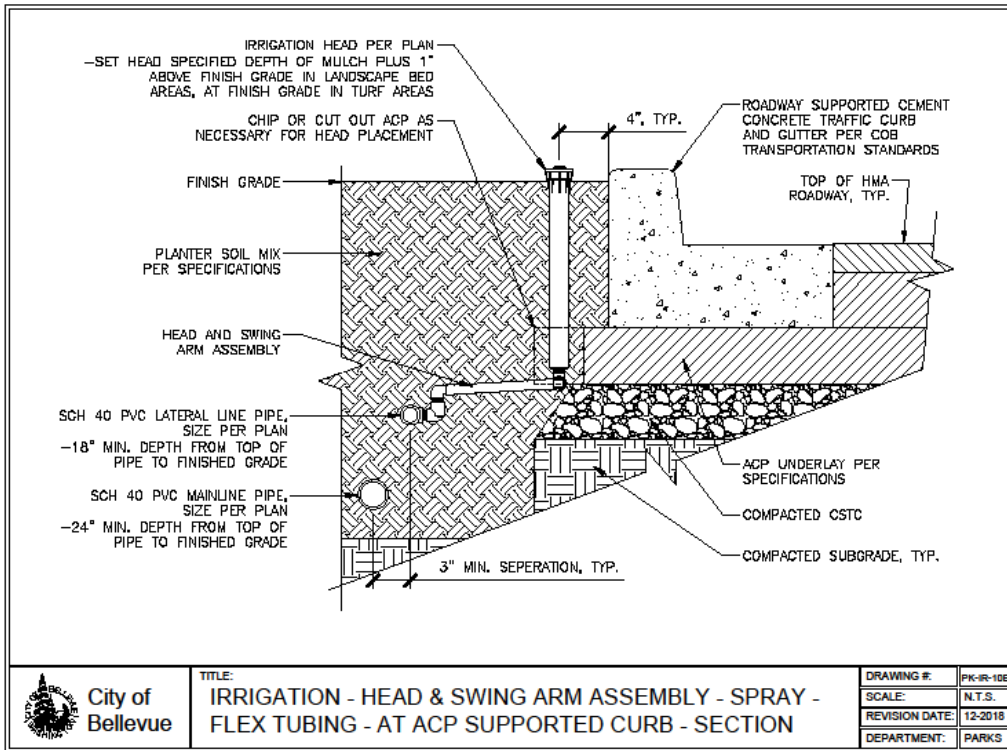 IRRIGATION HEAD PER PLAN
-SET HEAD SPECIFIED DEPTH OF MULCH PLUS 1"
ABOVE FINISH GRADE IN LANDSCAPE BED
AREAS, AT FINISH GRADE IN TURF AREAS
CHIP OR CUT OUT ACP AS
NECESSARY FOR HEAD PLACEMENT
4", TYP.
ROADWAY SUPPORTED CEMENT
CONCRETE TRAFFIC CURB
AND GUTTER PER COB
TRANSPORTATION STANDARDS
FINISH GRADE
TOP OF HMA
ROADWAY, TYP.
PLANTER SOIL MIX
PER SPECIFICATIONS
HEAD AND SWING
ARM ASSEMBLY
SCH 40 PVC LATERAL LINE PIPE,
SIZE PER PLAN
-18" MIN. DEPTH FROM TOP OF
PIPE TO FINISHED GRADE
SCH 40 PVC MAINLINE PIPE,
SIZE PER PLAN
-24" MIN. DEPTH FROM TOP OF
PIPE TO FINISHED GRADE
3" MIN. SEPERATION, TYP.
ACP UNDERLAY PER
SPECIFICATIONS
COMPACTED CSTC
COMPACTED SUBGRADE, TYP.
City of
Bellevue
TITLE:
IRRIGATION - HEAD & SWING ARM ASSEMBLY - SPRAY -
FLEX TUBING - AT ACP SUPPORTED CURB - SECTION
DRAWING #:
SCALE: N.T.S.
REVISION DATE: 12-2018
DEPARTMENT: PARKS